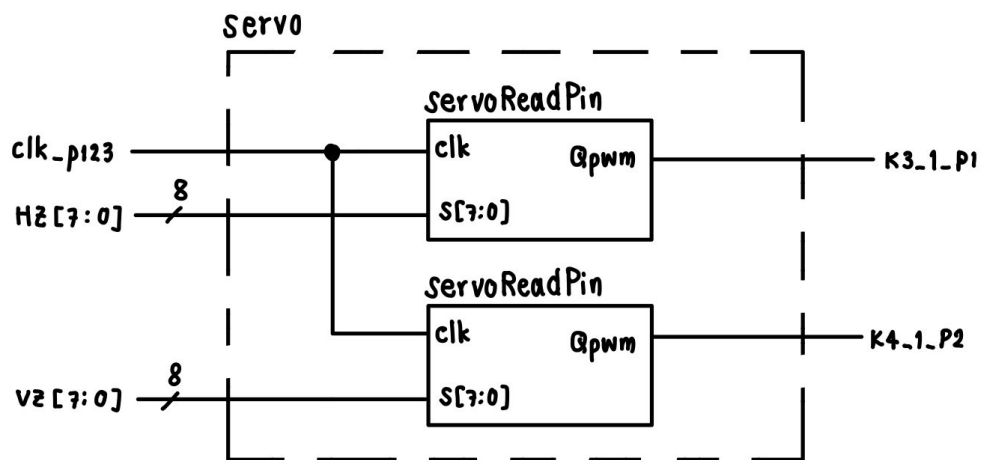 servo
servoReadPin
clk_p123
clk
Qpwm
K3_1_P1
8
HZ[7:0]
S[7:0]
servoReadPin
clk
Qpwm
K4_1_P2
8
VZ[7:0]
S[7:0]